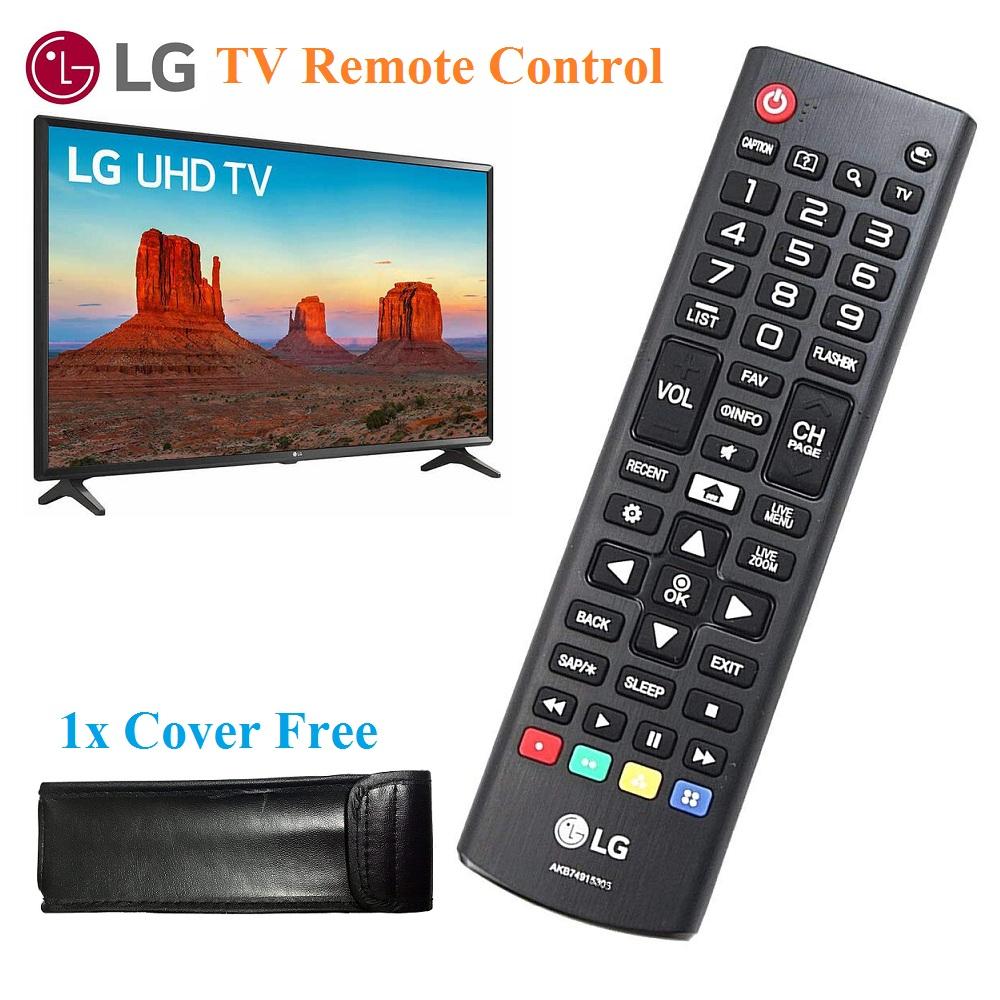 LG TV Remote Control
LG UHD TV
LG
1x Cover Free
CAPTION
TV
1 2 3
4 5 6
7 8 9
LIST 0 FLASHBK
VOL
FAV
INFO
CH
PAGE
RECENT
LIVE
MENU
LIVE
ZOOM
OK
BACK
EXIT
SAP/*
SLEEP
LG
AKB74915305